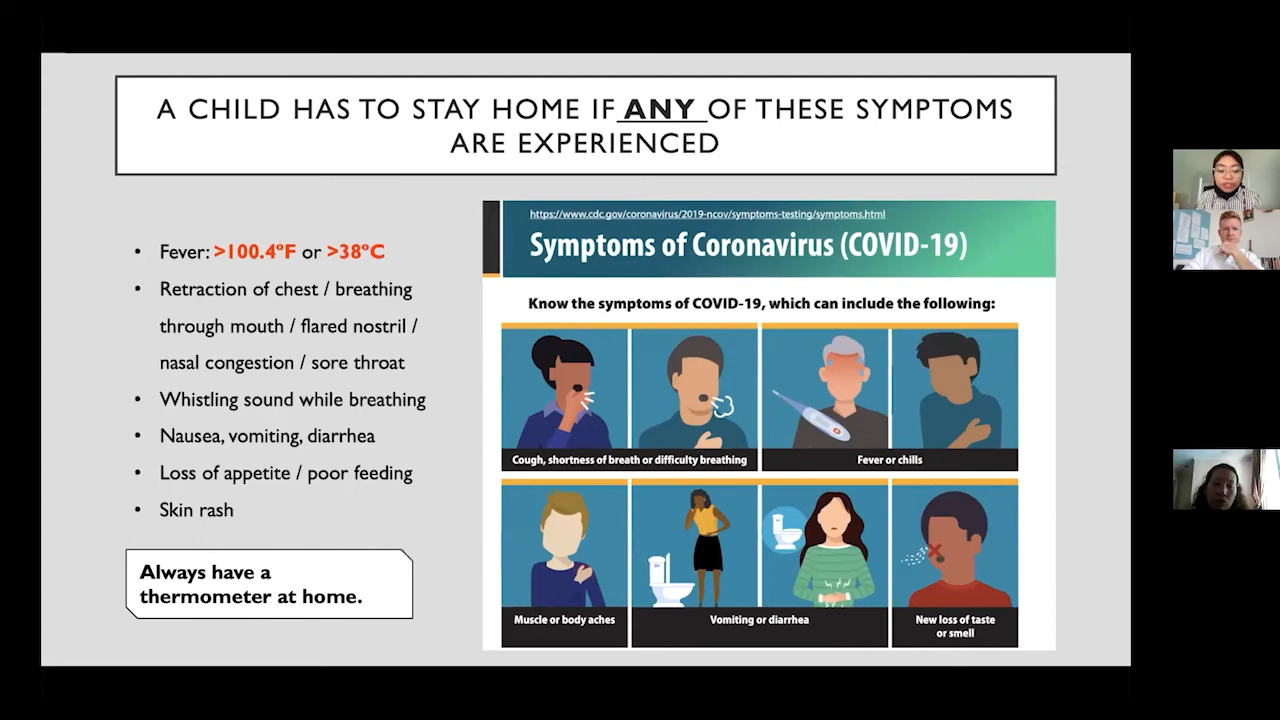 A CHILD HAS TO STAY HOME IF ANY OF THESE SYMPTOMS
ARE EXPERIENCED
• Fever: >100.4ºF or >38ºC
• Retraction of chest / breathing
through mouth / flared nostril /
nasal congestion / sore throat
• Whistling sound while breathing
• Nausea, vomiting, diarrhea
• Loss of appetite / poor feeding
• Skin rash
Always have a
thermometer at home.
https://www.cdc.gov/coronavirus/2019-ncov/symptoms-testing/symptoms.html
Symptoms of Coronavirus (COVID-19)
Know the symptoms of COVID-19, which can include the following:
Cough, shortness of breath or difficulty breathing
Fever or chills
Muscle or body aches
Vomiting or diarrhea
New loss of taste
or smell